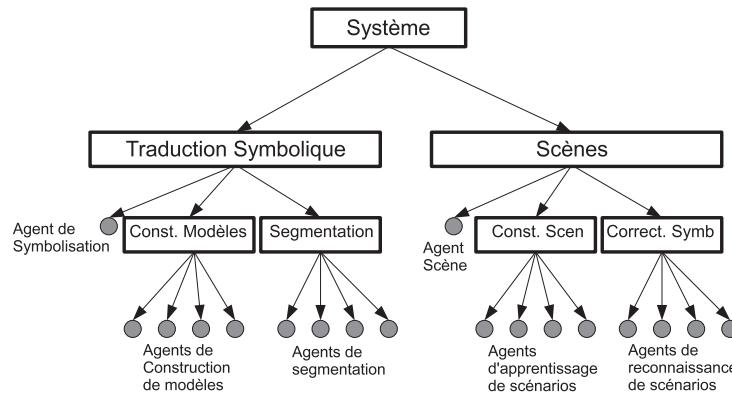 Système
Traduction Symbolique
Scènes
Agent de
Symbolisation
Const. Modèles
Segmentation
Agent
Scène
Const. Scen
Correct. Symb
Agents de
Construction
de modèles
Agents de
segmentation
Agents
d'apprentissage
de scénarios
Agents de
reconnaissance
de scénarios